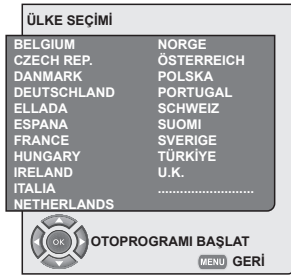 ÜLKE SEÇİMİ
BELGIUM
CZECH REP.
DANMARK
DEUTSCHLAND
ELLADA
ESPANA
FRANCE
HUNGARY
IRELAND
ITALIA
NETHERLANDS
NORGE
ÖSTERREICH
POLSKA
PORTUGAL
SCHWEIZ
SUOMI
SVERIGE
TÜRKİYE
U.K.
..........................
OK
OTOPROGRAMI BAŞLAT
MENU GERİ